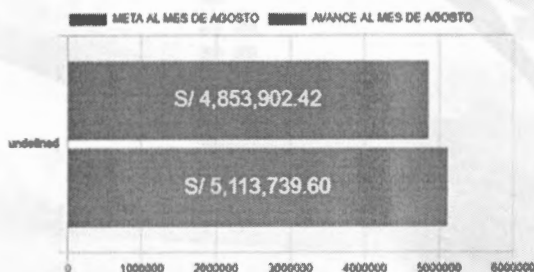 META AL MES DE AGOSTO AVANCE AL MES DE AGOSTO
S/ 4,853,902.42
undefined
S/ 5,113,739.60
0 1000000 2000000 3000000 4000000 5000000 6000000